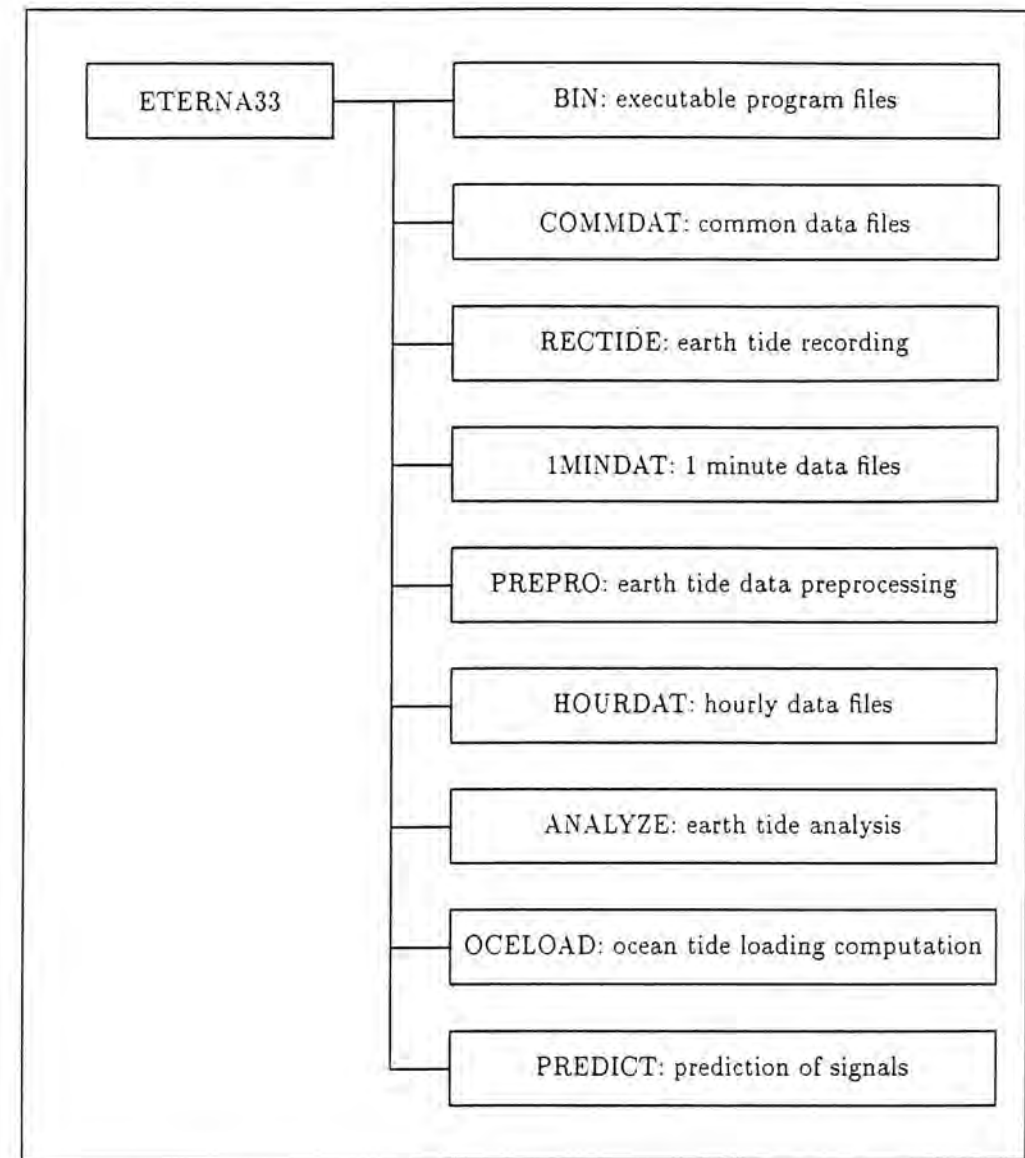 ETERNA33
BIN: executable program files
COMMDAT: common data files
RECTIDE: earth tide recording
1MINDAT: 1 minute data files
PREPRO: earth tide data preprocessing
HOURDAT: hourly data files
ANALYZE: earth tide analysis
OCELOAD: ocean tide loading computation
PREDICT: prediction of signals